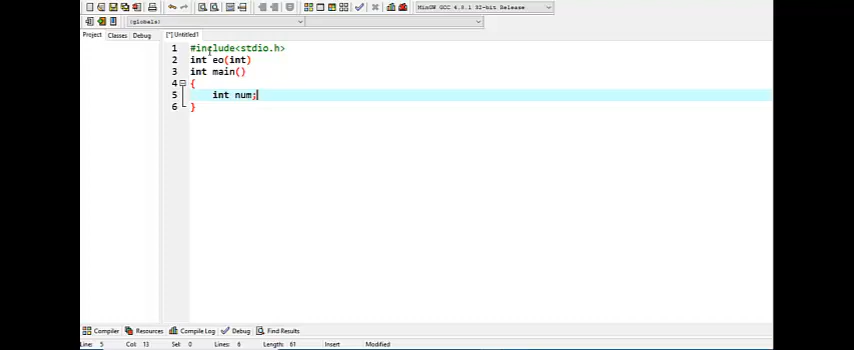 MinGW GCC 4.8.1 32-bit Release
(globals)
Project Classes Debug [*] Untitled1
1 #include<stdio.h>
2 int eo(int)
3 int main()
4 {
5 int num;
6 }
Compiler Resources Compile Log Debug Find Results
Line: 5 Col: 13 Sel: 0 Lines: 6 Length: 61 Insert Modified